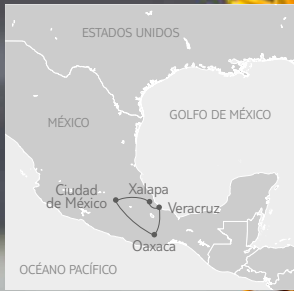 ESTADOS UNIDOS
GOLFO DE MÉXICO
MÉXICO
Ciudad
de México
Xalapa
Veracruz
Oaxaca
OCÉANO PACÍFICO